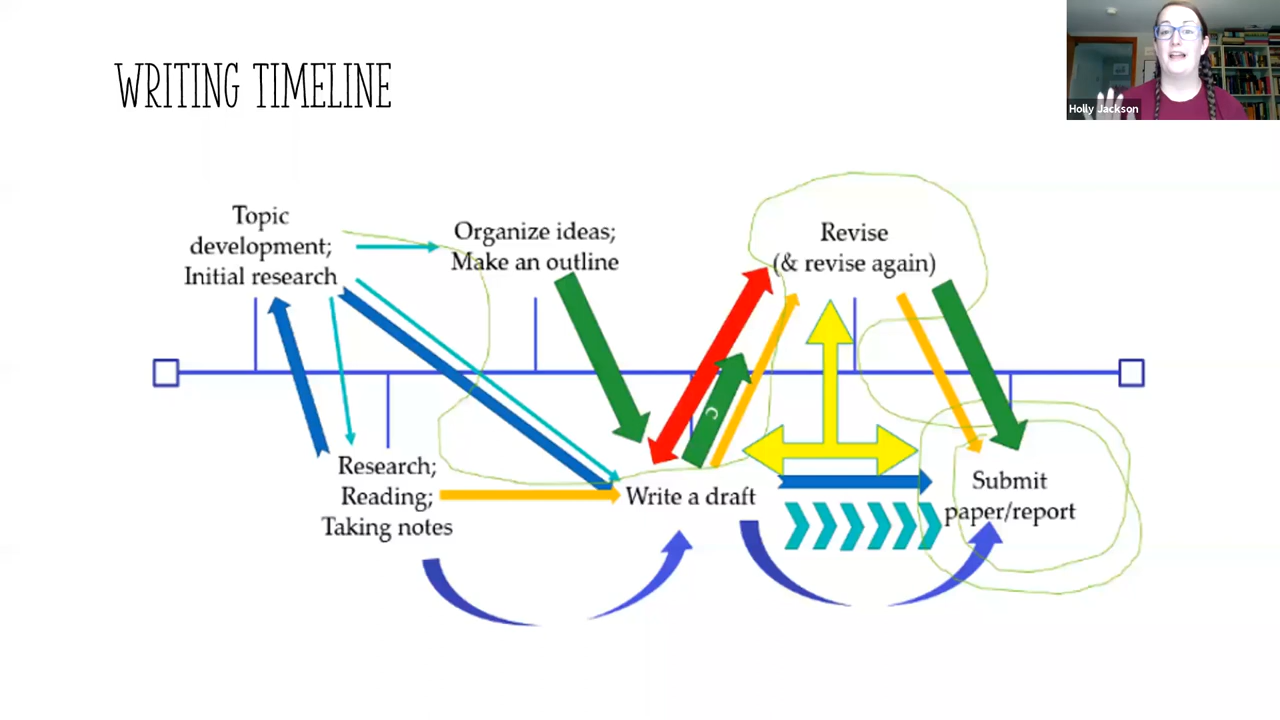 WRITING TIMELINE
Holly Jackson
Topic
development;
Initial research
Organize ideas;
Make an outline
Revise
(& revise again)
Research;
Reading;
Taking notes
Write a draft
Submit
paper/report